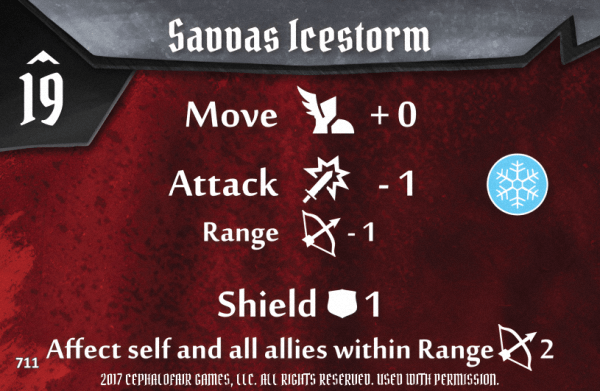 Savvas Icestorm
19
Move + 0
Attack - 1
Range - 1
Shield 1
Affect self and all allies within Range 2
711
2017 CEPHALOFAIR GAMES, LLC. ALL RIGHTS RESERVED. USED WITH PERMISSION.